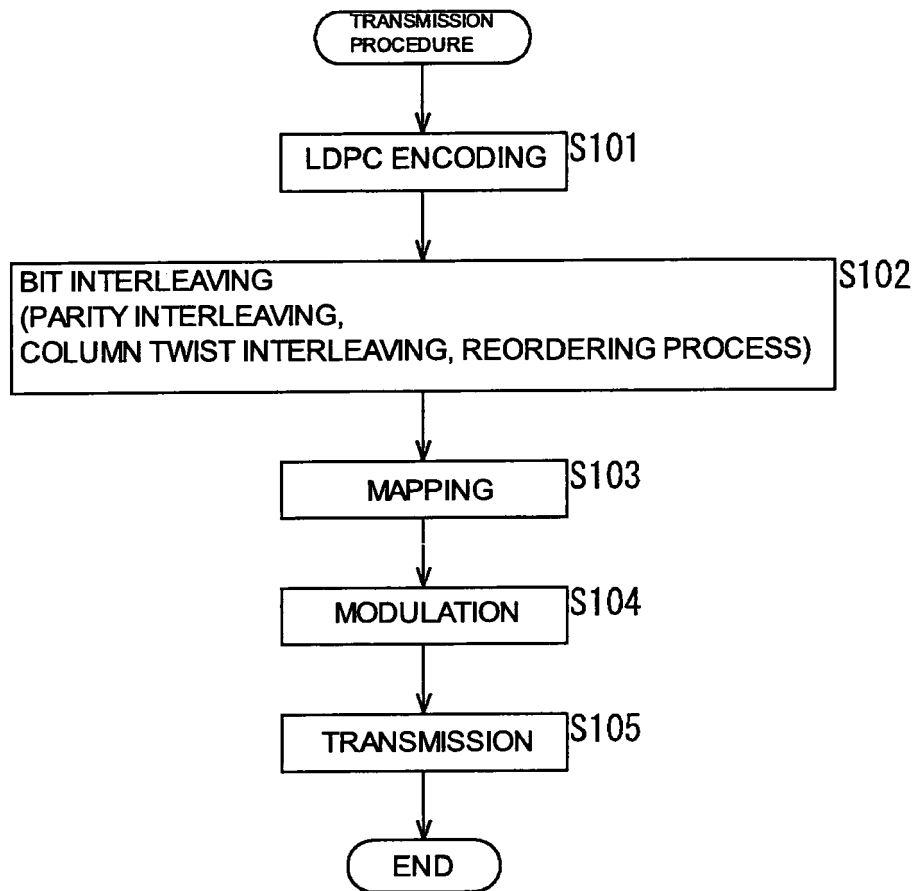 TRANSMISSION
PROCEDURE
LDPC ENCODING
S101
BIT INTERLEAVING
(PARITY INTERLEAVING,
COLUMN TWIST INTERLEAVING, REORDERING PROCESS)
S102
MAPPING
S103
MODULATION
S104
TRANSMISSION
S105
END